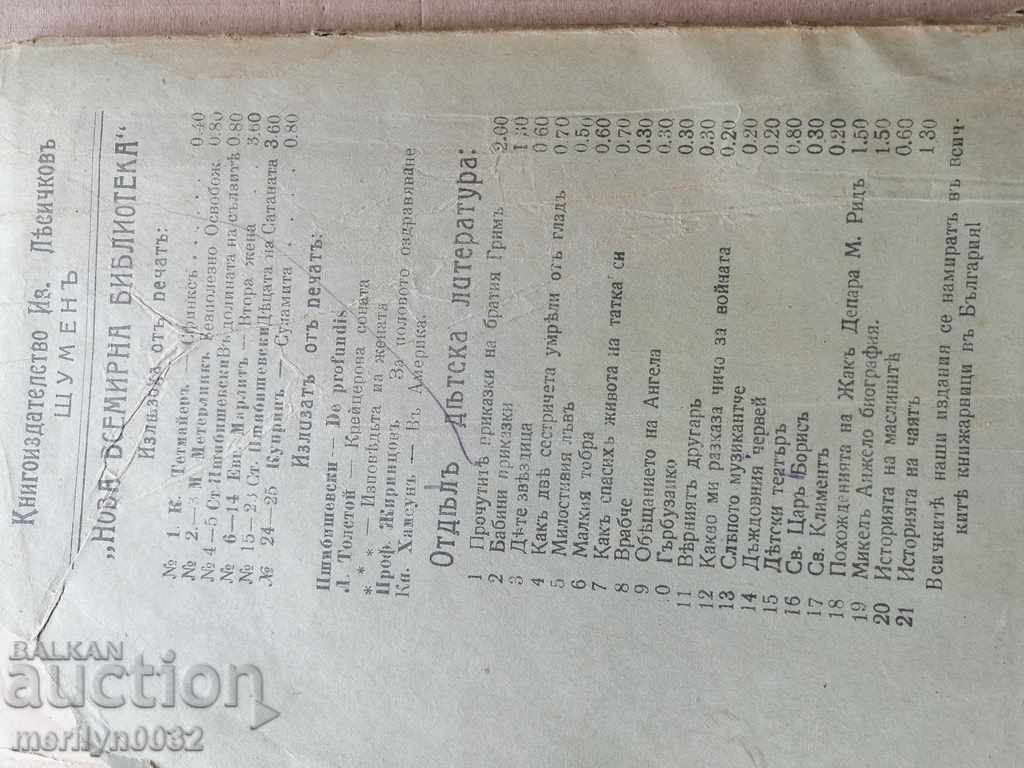 Книгоиздателство Ив. Лѣсичковъ
ШУМЕНЪ
„НОВА ВСЕМИРНА БИБЛИОТЕКА“
Излѣзоха отъ печатъ:
№ 1. К. Тетмайеръ — Сфинксъ . . . . . 0.40
№ 2.—3 М Метерлинкъ Безполезно Освобож. 0.80
№ 4—5 Ст Пшибишевски Въ долината на сълзитѣ 0.80
№ 6—14 Евг. Марлитъ — Втора жена . . 3.60
№ 15—23 Ст. Пшибишевски Дѣцата на Сатаната 3.60
№ 24—25 Купринъ — Суламита . . . . 0.80
Излизатъ отъ печатъ:
Пшибишевски — De profundis
Л. Толстой — Крейцерова соната
* * * — Изповѣдьта на жената
Проф. Жиринцовъ За половото оздравяване
Кн. Хамсунъ — Въ Америка.
ОТДѢЛЪ ДѢТСКА ЛИТЕРАТУРА:
1 Прочутитѣ приказки на братия Гримъ 2.00
2 Бабини приказки 1 30
3 Дѣте звѣздица 0 60
4 Какъ двѣ сестричета умрѣли отъ гладъ 0.70
5 Милостивия лъвъ 0.50
6 Малкия тобра 0.60
7 Какъ спасихъ живота на татка си 0.70
8 Врабче 0.30
9 Обѣщанието на Ангела 0.30
0 Гърбузанко 0.30
11 Вѣрниятъ другарь 0.30
12 Какво ми разказа чичо за войната 0.20
13 Слѣпото музикантче 0.20
14 Дъждовния червей 0.20
15 Дѣтски театъръ 0.80
16 Св. Царь Борисъ 0.30
17 Св. Климентъ 0.20
18 Похожденията на Жакъ Депара М. Ридъ 1.50
19 Микелъ Анжело биография. 1.50
20 Историята на маслинитѣ 0.60
21 Историята на чаятъ 1 30
Всичкитѣ наши издания се намиратъ въ всич-
китѣ книжарници въ България!
BALKAN
auction
merilyn0032